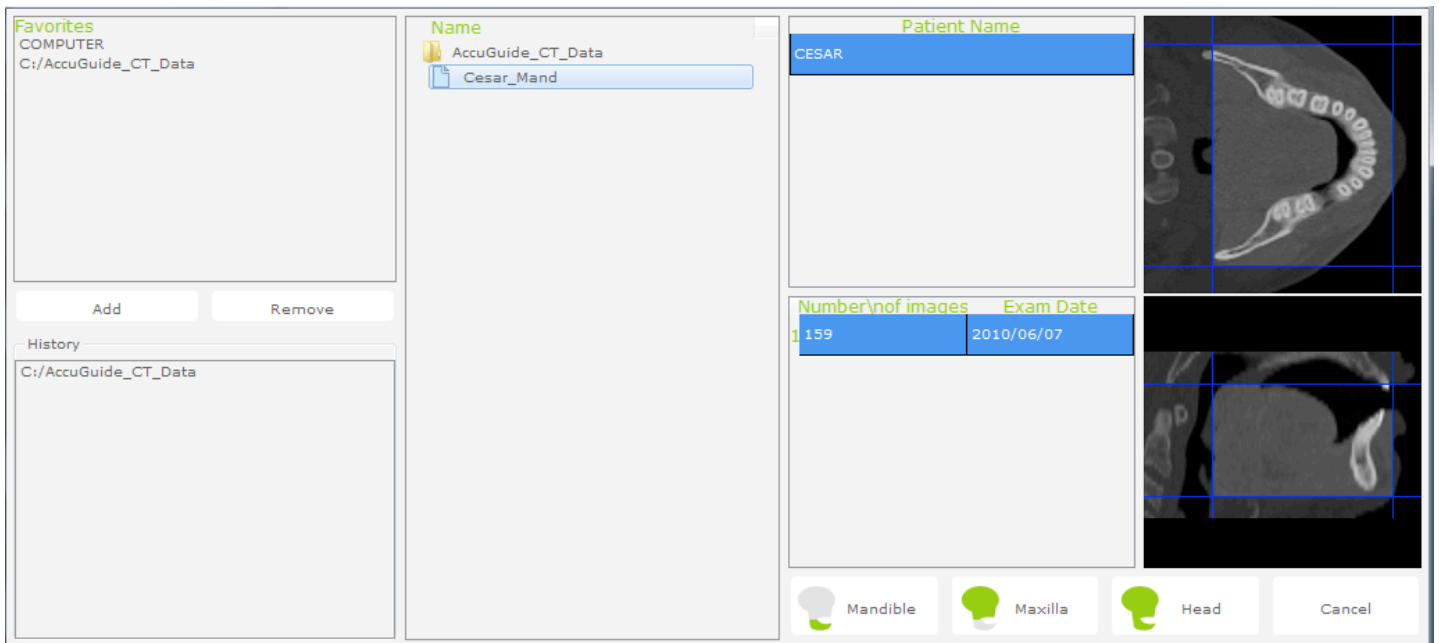 Favorites
COMPUTER
C:/AccuGuide_CT_Data
Add
Remove
History
C:/AccuGuide_CT_Data
Name
AccuGuide_CT_Data
Cesar_Mand
Patient Name
CESAR
Number\nof images Exam Date
1 159 2010/06/07
Mandible
Maxilla
Head
Cancel